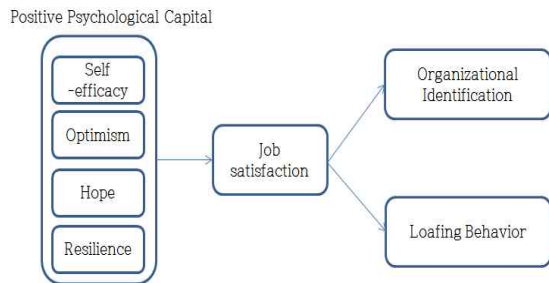 Positive Psychological Capital
Self
-efficacy
Optimism
Hope
Resilience
Job
satisfaction
Organizational
Identification
Loafing Behavior